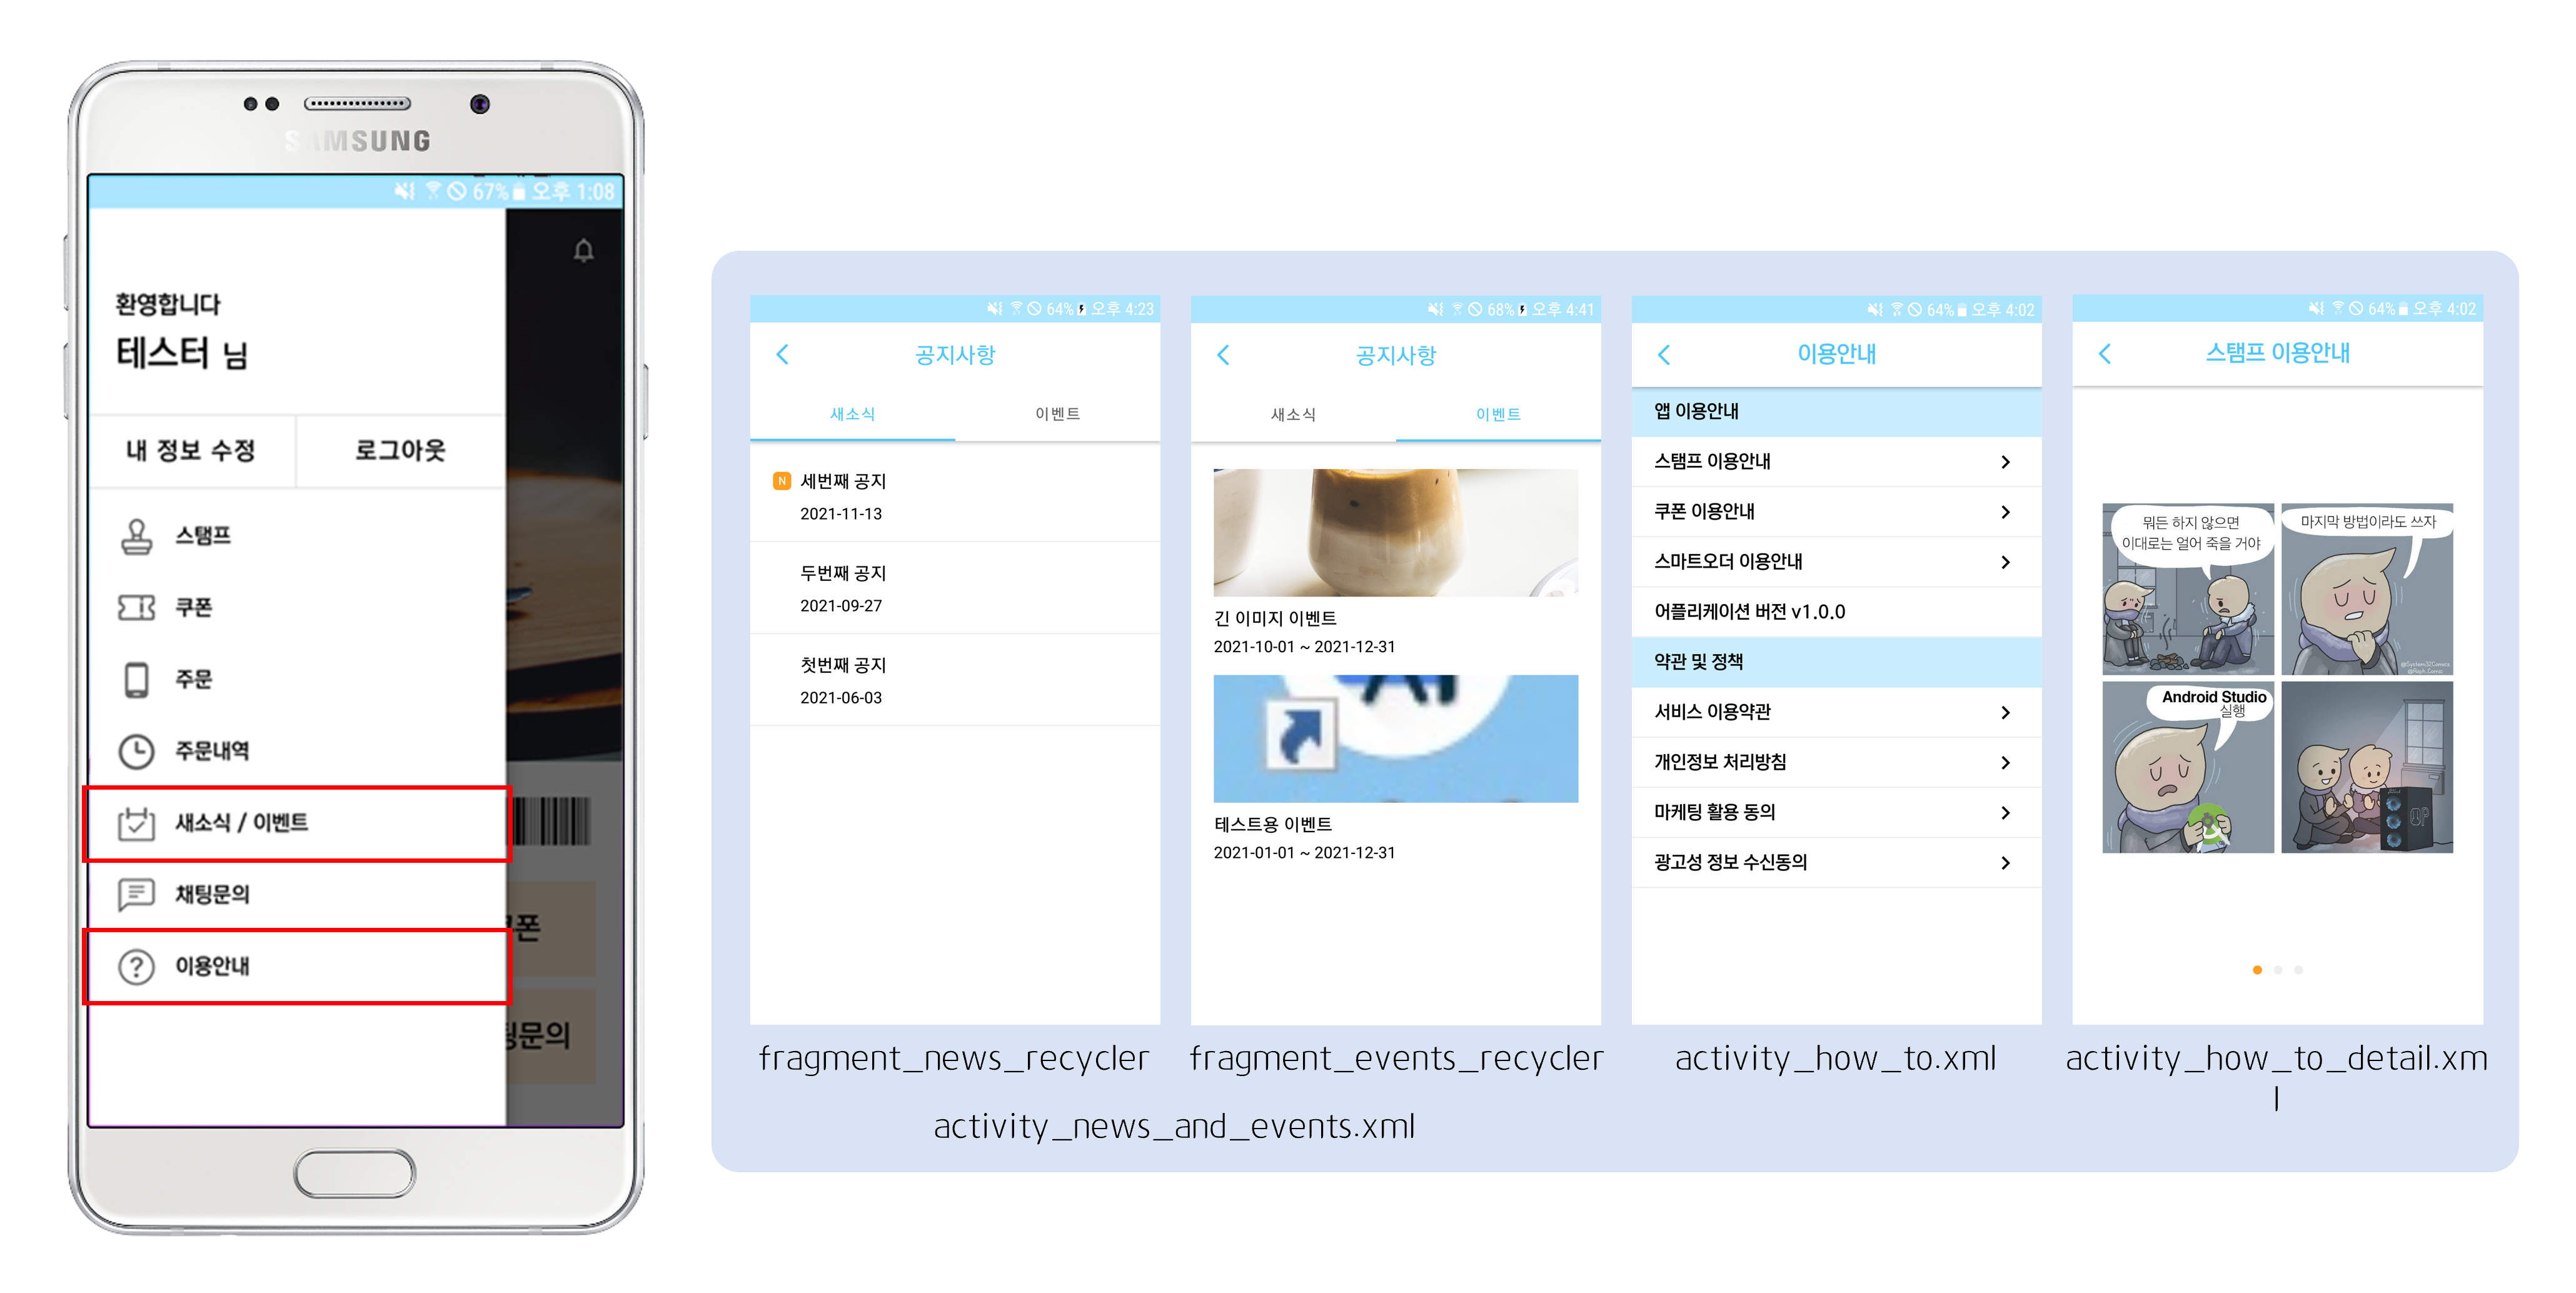 SAMSUNG
67% 오후 1:08
환영합니다
테스터 님
내 정보 수정
로그아웃
스탬프
쿠폰
주문
주문내역
새소식 / 이벤트
채팅문의
이용안내
폰
팅문의
64% 오후 4:23
공지사항
새소식
이벤트
N 세번째 공지
2021-11-13
두번째 공지
2021-09-27
첫번째 공지
2021-06-03
fragment_news_recycler
68% 오후 4:41
공지사항
새소식
이벤트
긴 이미지 이벤트
2021-10-01 ~ 2021-12-31
테스트용 이벤트
2021-01-01 ~ 2021-12-31
fragment_events_recycler
activity_news_and_events.xml
64% 오후 4:02
이용안내
앱 이용안내
스탬프 이용안내
쿠폰 이용안내
스마트오더 이용안내
어플리케이션 버전 v1.0.0
약관 및 정책
서비스 이용약관
개인정보 처리방침
마케팅 활용 동의
광고성 정보 수신동의
activity_how_to.xml
64% 오후 4:02
스탬프 이용안내
뭐든 하지 않으면
이대로는 얼어 죽을 거야
마지막 방법이라도 쓰자
@System32Comics
Android Studio
실행
activity_how_to_detail.xm
l